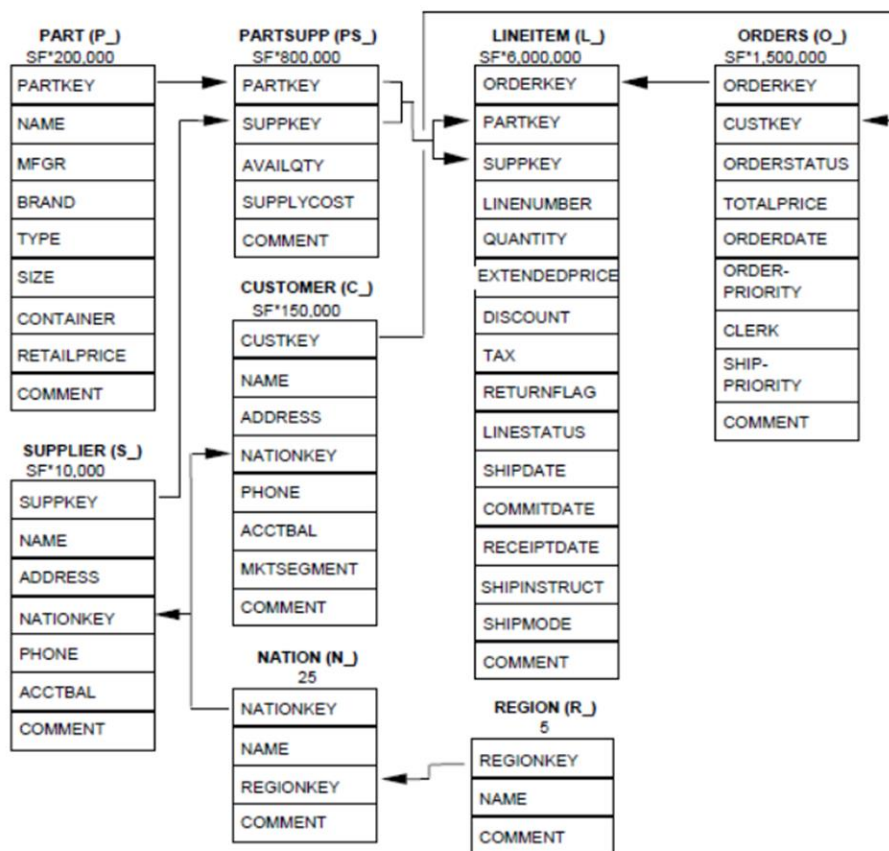 PART (P_)
SF*200,000
PARTKEY
NAME
MFGR
BRAND
TYPE
SIZE
CONTAINER
RETAILPRICE
COMMENT
SUPPLIER (S_)
SF*10,000
SUPPKEY
NAME
ADDRESS
NATIONKEY
PHONE
ACCTBAL
COMMENT
PARTSUPP (PS_)
SF*800,000
PARTKEY
SUPPKEY
AVAILQTY
SUPPLYCOST
COMMENT
CUSTOMER (C_)
SF*150,000
CUSTKEY
NAME
ADDRESS
NATIONKEY
PHONE
ACCTBAL
MKTSEGMENT
COMMENT
NATION (N_)
25
NATIONKEY
NAME
REGIONKEY
COMMENT
LINEITEM (L_)
SF*6,000,000
ORDERKEY
PARTKEY
SUPPKEY
LINENUMBER
QUANTITY
EXTENDEDPRICE
DISCOUNT
TAX
RETURNFLAG
LINESTATUS
SHIPDATE
COMMITDATE
RECEIPTDATE
SHIPINSTRUCT
SHIPMODE
COMMENT
REGION (R_)
5
REGIONKEY
NAME
COMMENT
ORDERS (O_)
SF*1,500,000
ORDERKEY
CUSTKEY
ORDERSTATUS
TOTALPRICE
ORDERDATE
ORDER-
PRIORITY
CLERK
SHIP-
PRIORITY
COMMENT